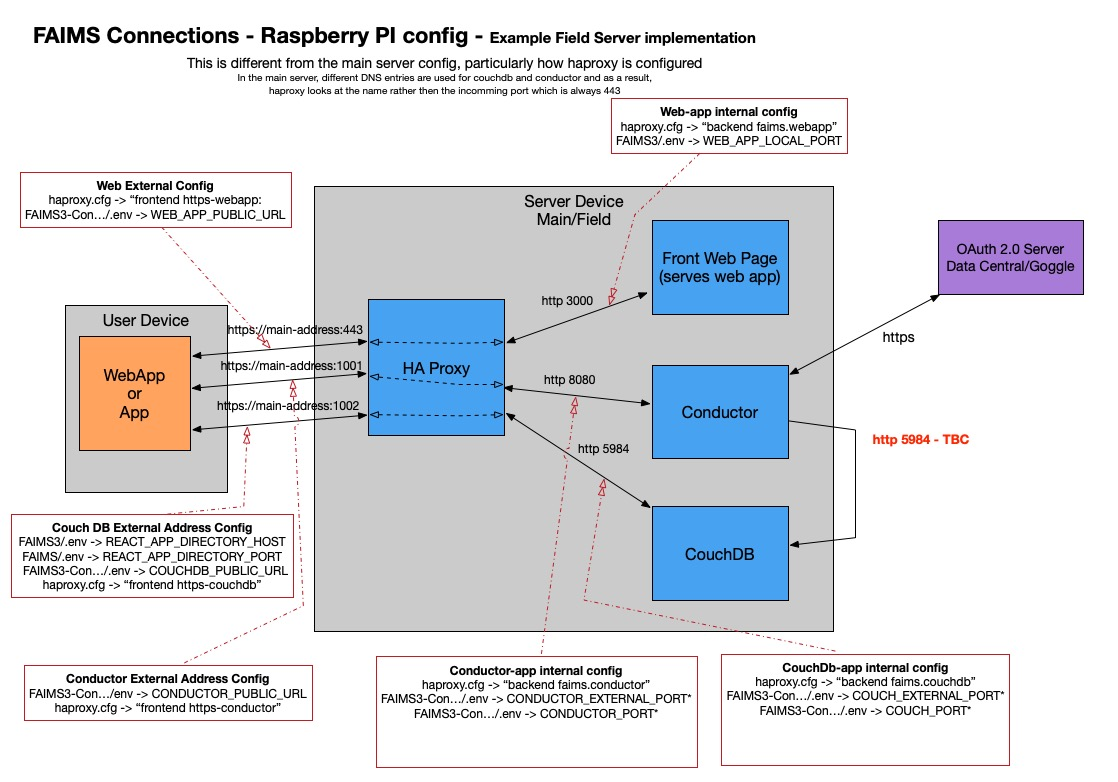 FAIMS Connections - Raspberry PI config - Example Field Server implementation
This is different from the main server config, particularly how haproxy is configured
In the main server, different DNS entries are used for couchdb and conductor and as a result,
haproxy looks at the name rather then the incomming port which is always 443
Web-app internal config
haproxy.cfg -> “backend faims.webapp”
FAIMS3/.env -> WEB_APP_LOCAL_PORT
Web External Config
haproxy.cfg -> “frontend https-webapp:
FAIMS3-Con…/.env -> WEB_APP_PUBLIC_URL
Server Device
Main/Field
Front Web Page
(serves web app)
OAuth 2.0 Server
Data Central/Goggle
User Device
WebApp
or
App
https://main-address:443
https://main-address:1001
https://main-address:1002
HA Proxy
http 3000
http 8080
http 5984
Conductor
https
http 5984 - TBC
CouchDB
Couch DB External Address Config
FAIMS3/.env -> REACT_APP_DIRECTORY_HOST
FAIMS/.env -> REACT_APP_DIRECTORY_PORT
FAIMS3-Con…/.env -> COUCHDB_PUBLIC_URL
haproxy.cfg -> “frontend https-couchdb”
Conductor External Address Config
FAIMS3-Con…/env -> CONDUCTOR_PUBLIC_URL
haproxy.cfg -> “frontend https-conductor”
Conductor-app internal config
haproxy.cfg -> “backend faims.conductor”
FAIMS3-Con…/.env -> CONDUCTOR_EXTERNAL_PORT*
FAIMS3-Con…/.env -> CONDUCTOR_PORT*
CouchDb-app internal config
haproxy.cfg -> “backend faims.couchdb”
FAIMS3-Con…/.env -> COUCH_EXTERNAL_PORT*
FAIMS3-Con…/.env -> COUCH_PORT*